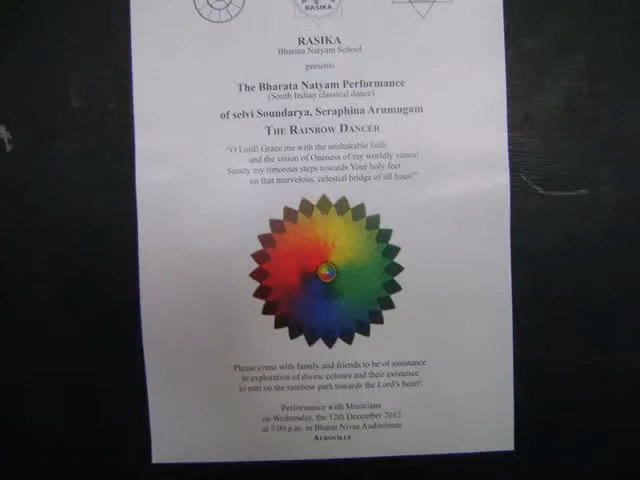 RASIKA
RASIKA
Bharata Natyam School
presents
The Bharata Natyam Performance
(South Indian classical dance)
of selvi Soundarya, Seraphina Arumugam
THE RAINBOW DANCER
"O Lord! Grace me with the unshakable faith
and the vision of Oneness of my worldly views!
Steady my timorous steps towards Your holy feet
on that marvelous, celestial bridge of all hues!"
Please come with family and friends to be of assistance
in exploration of divine colours and their existence
to met on the rainbow path towards the Lord's heart!
Performance with Musicians
on Wednesday, the 12th December 2012
at 7.00 p.m. in Bharat Nivas Auditorium
AUROVILLE